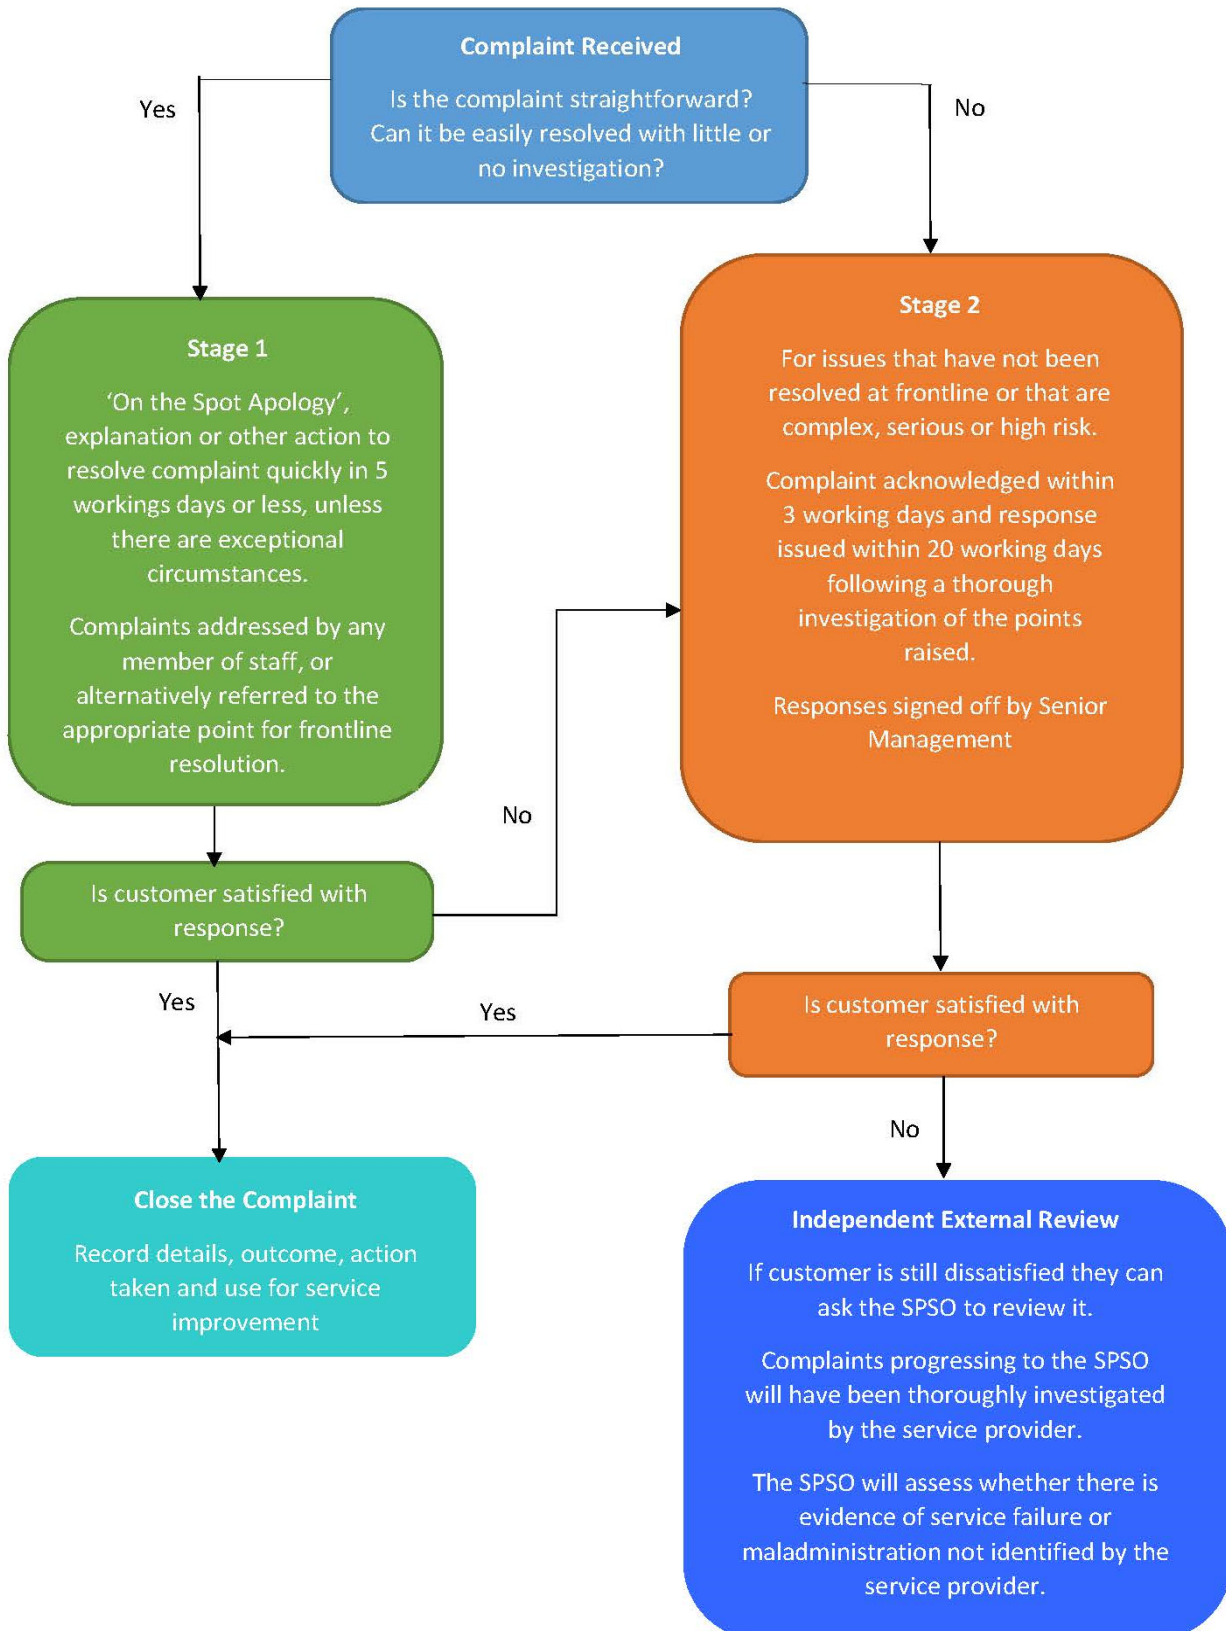 Complaint Received
Is the complaint straightforward?
Can it be easily resolved with little or
no investigation?
Yes
No
Stage 1
‘On the Spot Apology’,
explanation or other action to
resolve complaint quickly in 5
workings days or less, unless
there are exceptional
circumstances.
Complaints addressed by any
member of staff, or
alternatively referred to the
appropriate point for frontline
resolution.
Stage 2
For issues that have not been
resolved at frontline or that are
complex, serious or high risk.
Complaint acknowledged within
3 working days and response
issued within 20 working days
following a thorough
investigation of the points
raised.
Responses signed off by Senior
Management
No
Is customer satisfied with
response?
Yes
Yes
Is customer satisfied with
response?
No
Close the Complaint
Record details, outcome, action
taken and use for service
improvement
Independent External Review
If customer is still dissatisfied they can
ask the SPSO to review it.
Complaints progressing to the SPSO
will have been thoroughly investigated
by the service provider.
The SPSO will assess whether there is
evidence of service failure or
maladministration not identified by the
service provider.